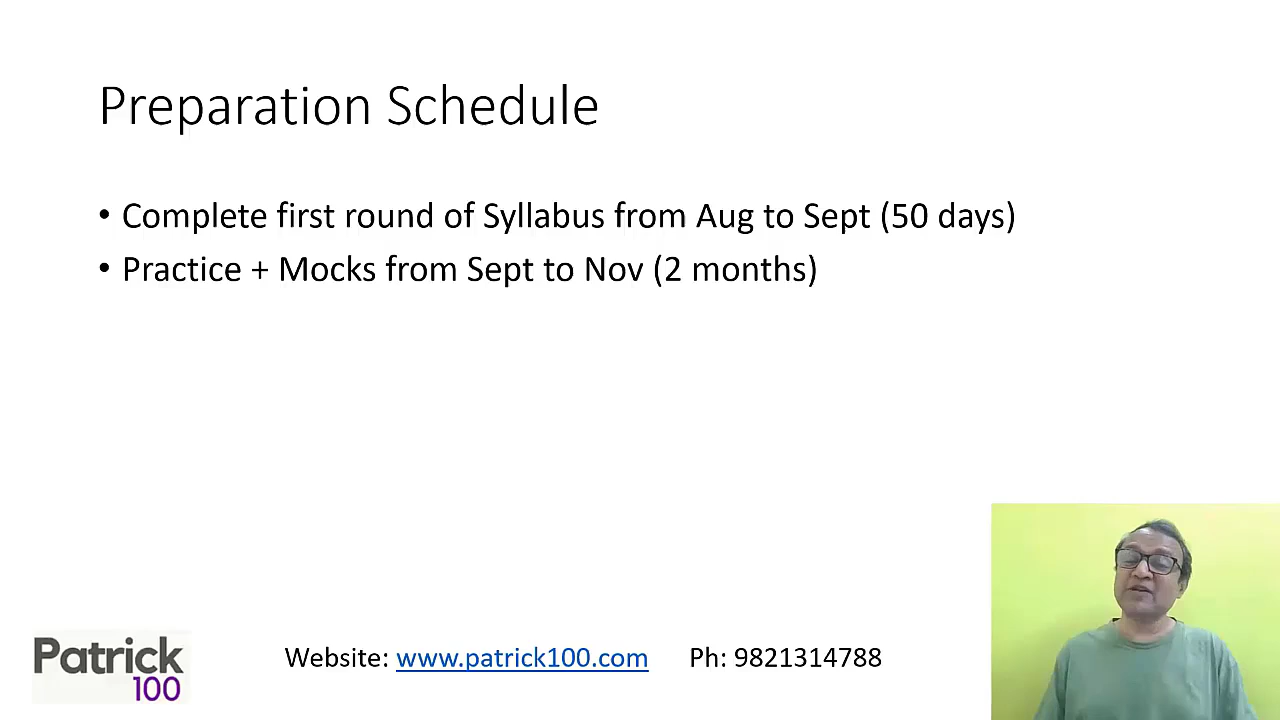 Preparation Schedule
• Complete first round of Syllabus from Aug to Sept (50 days)
• Practice + Mocks from Sept to Nov (2 months)
Patrick
100
Website: www.patrick100.com Ph: 9821314788